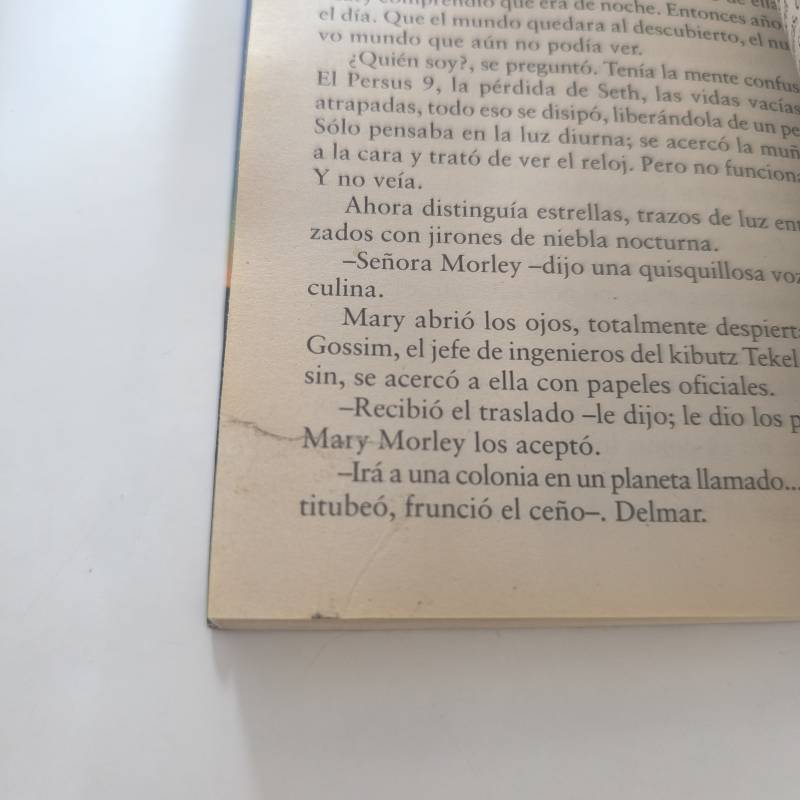 comprendió que era de noche. Entonces año
el día. Que el mundo quedara al descubierto, el nu
vo mundo que aún no podía ver.
¿Quién soy?, se preguntó. Tenía la mente confus
El Persus 9, la pérdida de Seth, las vidas vacías
atrapadas, todo eso se disipó, liberándola de un pe
Sólo pensaba en la luz diurna; se acercó la muñ
a la cara y trató de ver el reloj. Pero no funciona
Y no veía.
Ahora distinguía estrellas, trazos de luz ent
zados con jirones de niebla nocturna.
–Señora Morley –dijo una quisquillosa voz
culina.
Mary abrió los ojos, totalmente despierta
Gossim, el jefe de ingenieros del kibutz Tekel
sin, se acercó a ella con papeles oficiales.
–Recibió el traslado –le dijo; le dio los p
Mary Morley los aceptó.
–Irá a una colonia en un planeta llamado...
titubeó, frunció el ceño–. Delmar.